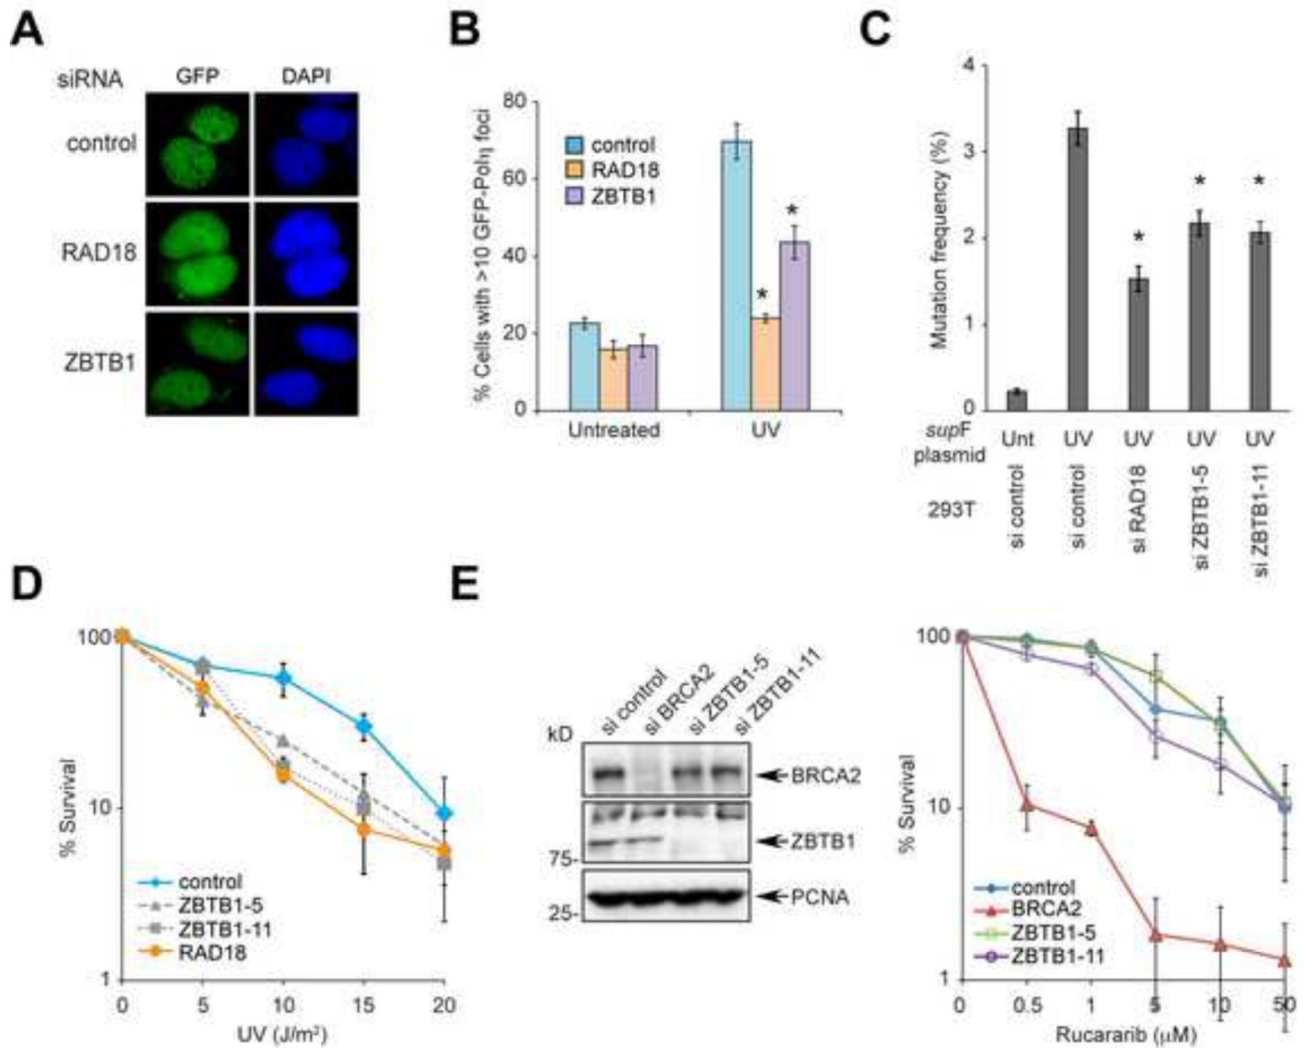 A
siRNA GFP DAPI
control
RAD18
ZBTB1
B
% Cells with >10 GFP-Polη foci
80
60
40
20
0
control
RAD18
ZBTB1
*
*
Untreated UV
C
Mutation frequency (%)
4
3
2
1
0
* * *
supF
plasmid
Unt UV UV UV UV
293T
si control
si control
si RAD18
si ZBTB1-5
si ZBTB1-11
D
% Survival
100
10
1
control
ZBTB1-5
ZBTB1-11
RAD18
0 5 10 15 20
UV (J/m²)
E
si control
si BRCA2
si ZBTB1-5
si ZBTB1-11
kD
BRCA2
ZBTB1
75-
PCNA
25-
% Survival
100
10
1
control
BRCA2
ZBTB1-5
ZBTB1-11
0 0.5 1 5 10 50
Rucararib (μM)